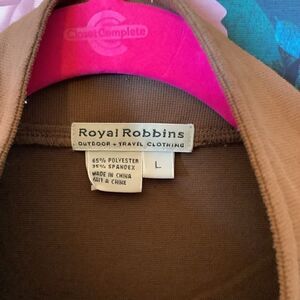 Closet Complete
Royal Robbins
OUTDOOR + TRAVEL CLOTHING
65% POLYESTER
35% SPANDEX
L
MADE IN CHINA